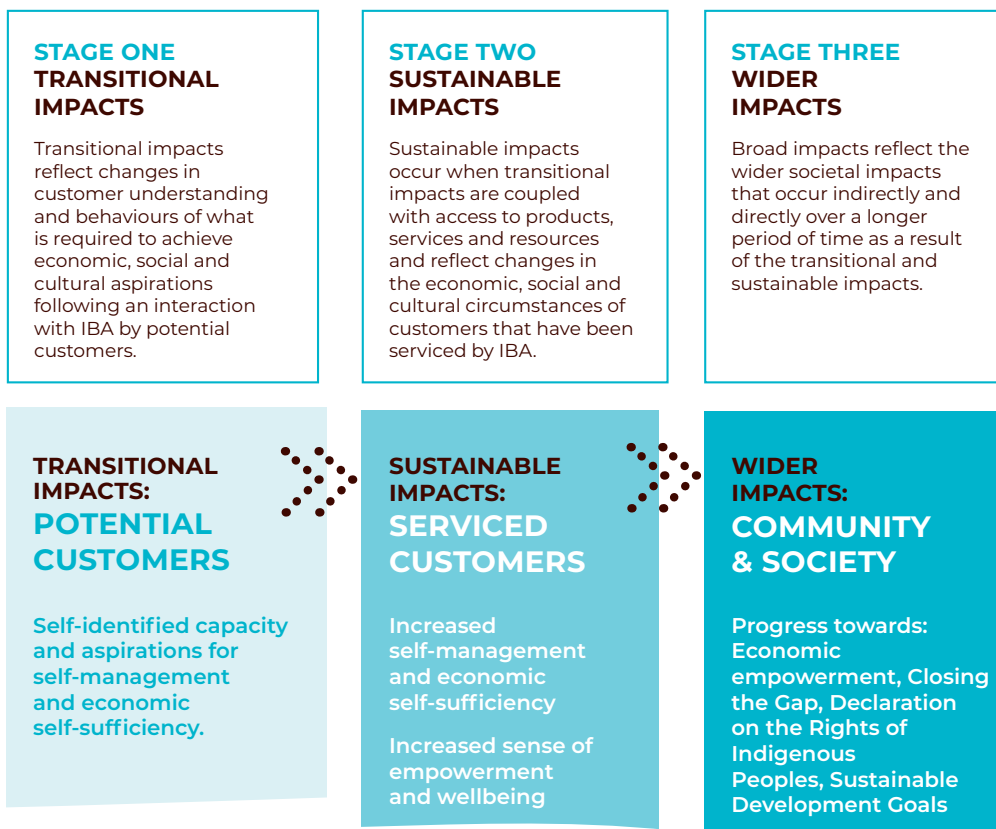 STAGE ONE
TRANSITIONAL
IMPACTS
Transitional impacts
reflect changes in
customer understanding
and behaviours of what
is required to achieve
economic, social and
cultural aspirations
following an interaction
with IBA by potential
customers.
STAGE TWO
SUSTAINABLE
IMPACTS
Sustainable impacts
occur when transitional
impacts are coupled
with access to products,
services and resources
and reflect changes in
the economic, social and
cultural circumstances of
customers that have been
serviced by IBA.
STAGE THREE
WIDER
IMPACTS
Broad impacts reflect the
wider societal impacts
that occur indirectly and
directly over a longer
period of time as a result
of the transitional and
sustainable impacts.
TRANSITIONAL
IMPACTS:
POTENTIAL
CUSTOMERS
Self-identified capacity
and aspirations for
self-management
and economic
self-sufficiency.
SUSTAINABLE
IMPACTS:
SERVICED
CUSTOMERS
Increased
self-management
and economic
self-sufficiency
Increased sense of
empowerment
and wellbeing
WIDER
IMPACTS:
COMMUNITY
& SOCIETY
Progress towards:
Economic
empowerment, Closing
the Gap, Declaration
on the Rights of
Indigenous
Peoples, Sustainable
Development Goals